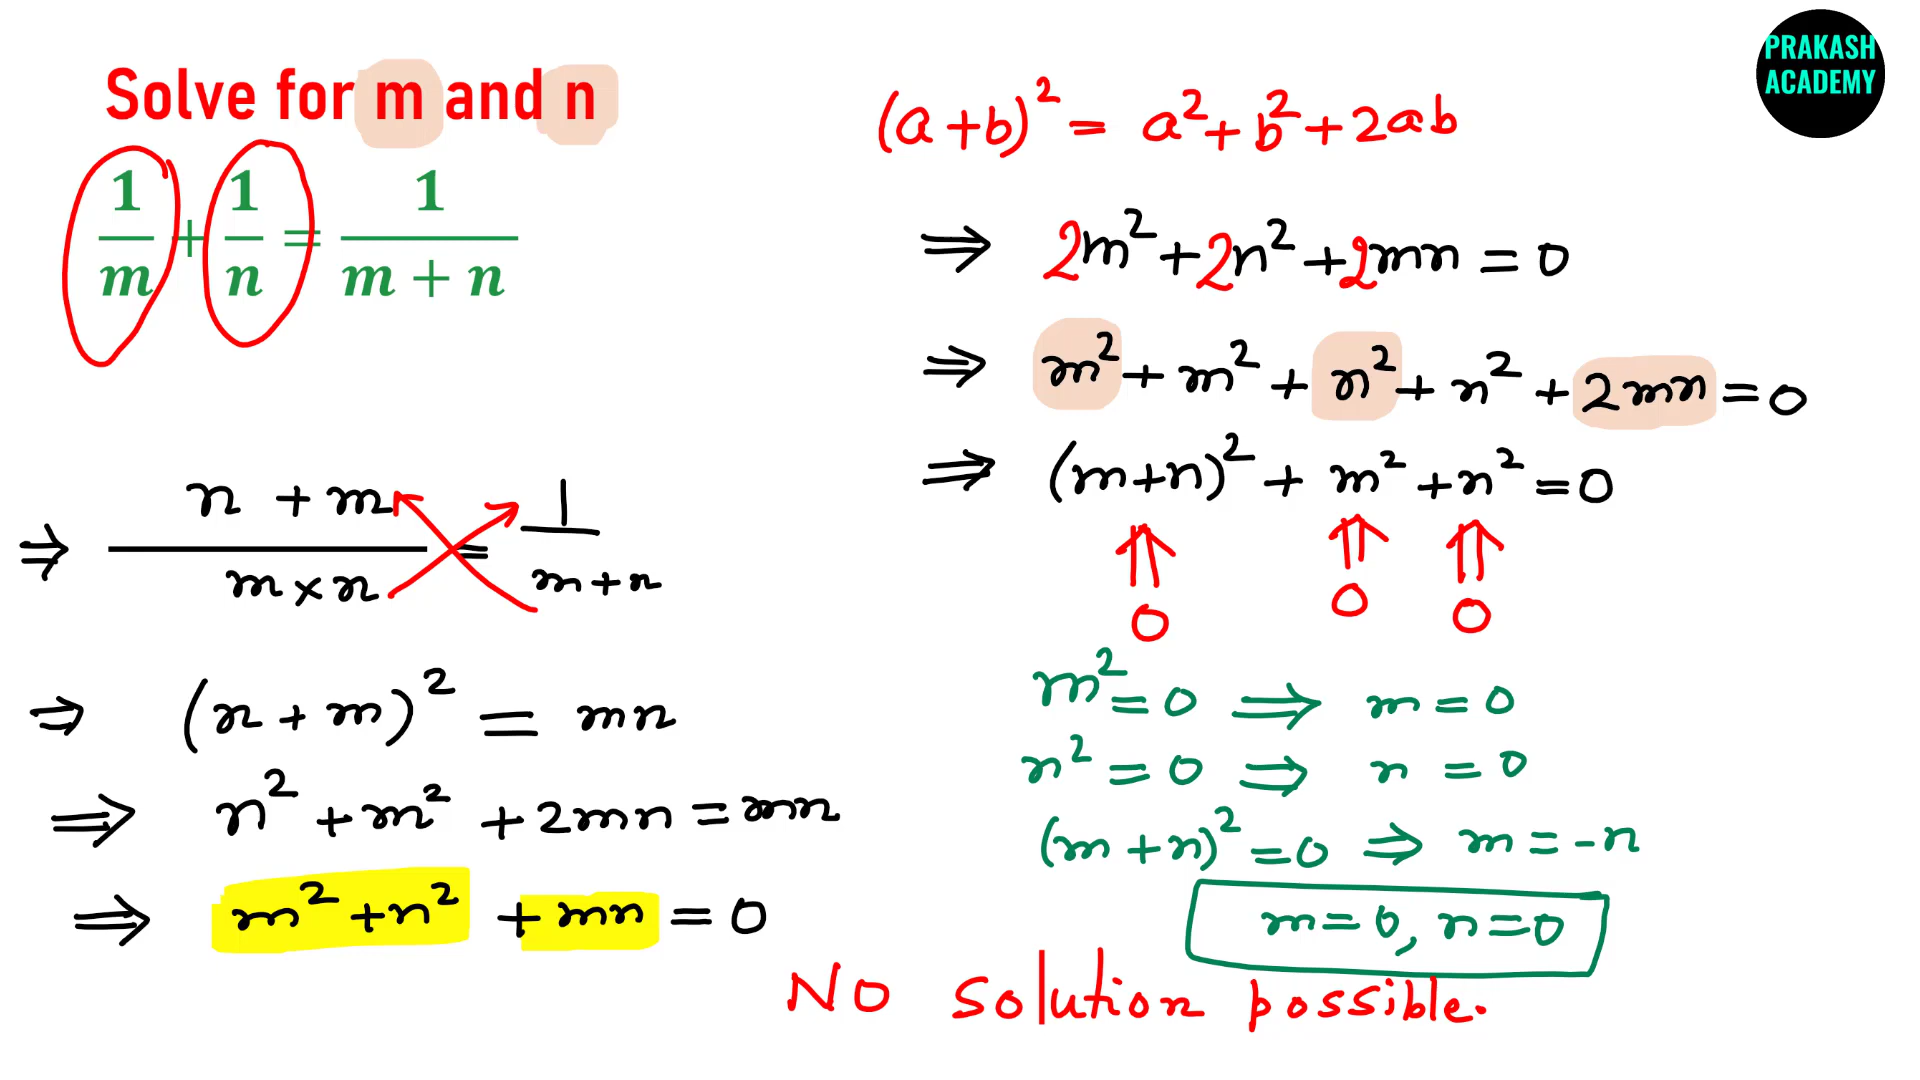 PRAKASH
ACADEMY
Solve for m and n
1/m + 1/n = 1/(m + n)
⇒ (n + m)/(m × n) = 1/(m + n)
⇒ (n + m)² = mn
⇒ n² + m² + 2mn = mn
⇒ m² + n² + mn = 0
(a + b)² = a² + b² + 2ab
⇒ 2m² + 2n² + 2mn = 0
⇒ m² + m² + n² + n² + 2mn = 0
⇒ (m+n)² + m² + n² = 0
⇑ ⇑ ⇑
0 0 0
m² = 0 ⇒ m = 0
n² = 0 ⇒ n = 0
(m + n)² = 0 ⇒ m = -n
m = 0, n = 0
No solution possible.